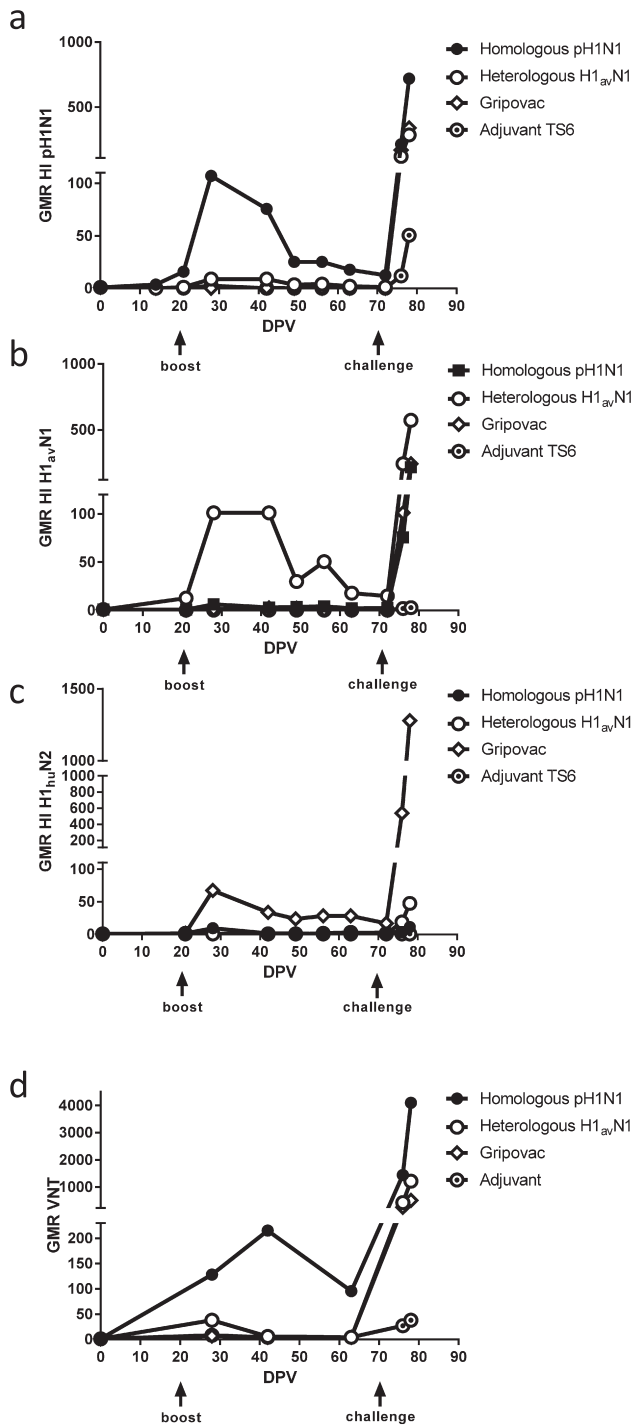 a
GMR HI pH1N1
1000
500
100
50
0
0 10 20 30 40 50 60 70 80 90
DPV
boost challenge
Homologous pH1N1
Heterologous H1avN1
Gripovac
Adjuvant TS6
b
GMR HI H1avN1
1000
500
100
50
0
0 10 20 30 40 50 60 70 80 90
DPV
boost challenge
Homologous pH1N1
Heterologous H1avN1
Gripovac
Adjuvant TS6
c
GMR HI H1huN2
1500
1000
1000
800
600
400
200
100
50
0
0 10 20 30 40 50 60 70 80 90
DPV
boost challenge
Homologous pH1N1
Heterologous H1avN1
Gripovac
Adjuvant TS6
d
GMR VNT
4000
3000
2000
1000
200
150
100
50
0
0 10 20 30 40 50 60 70 80 90
DPV
boost challenge
Homologous pH1N1
Heterologous H1avN1
Gripovac
Adjuvant